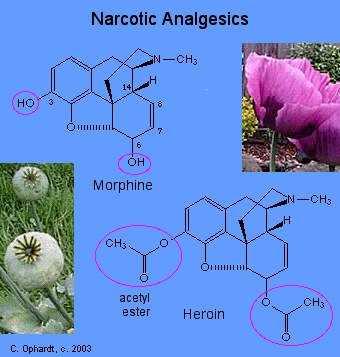 Narcotic Analgesics
N CH3
H
14
HO
3
8
O
7
6
OH
Morphine
N CH3
H
CH3
O
O
O
acetyl
ester
O
CH3
O
Heroin
C. Ophardt, c. 2003